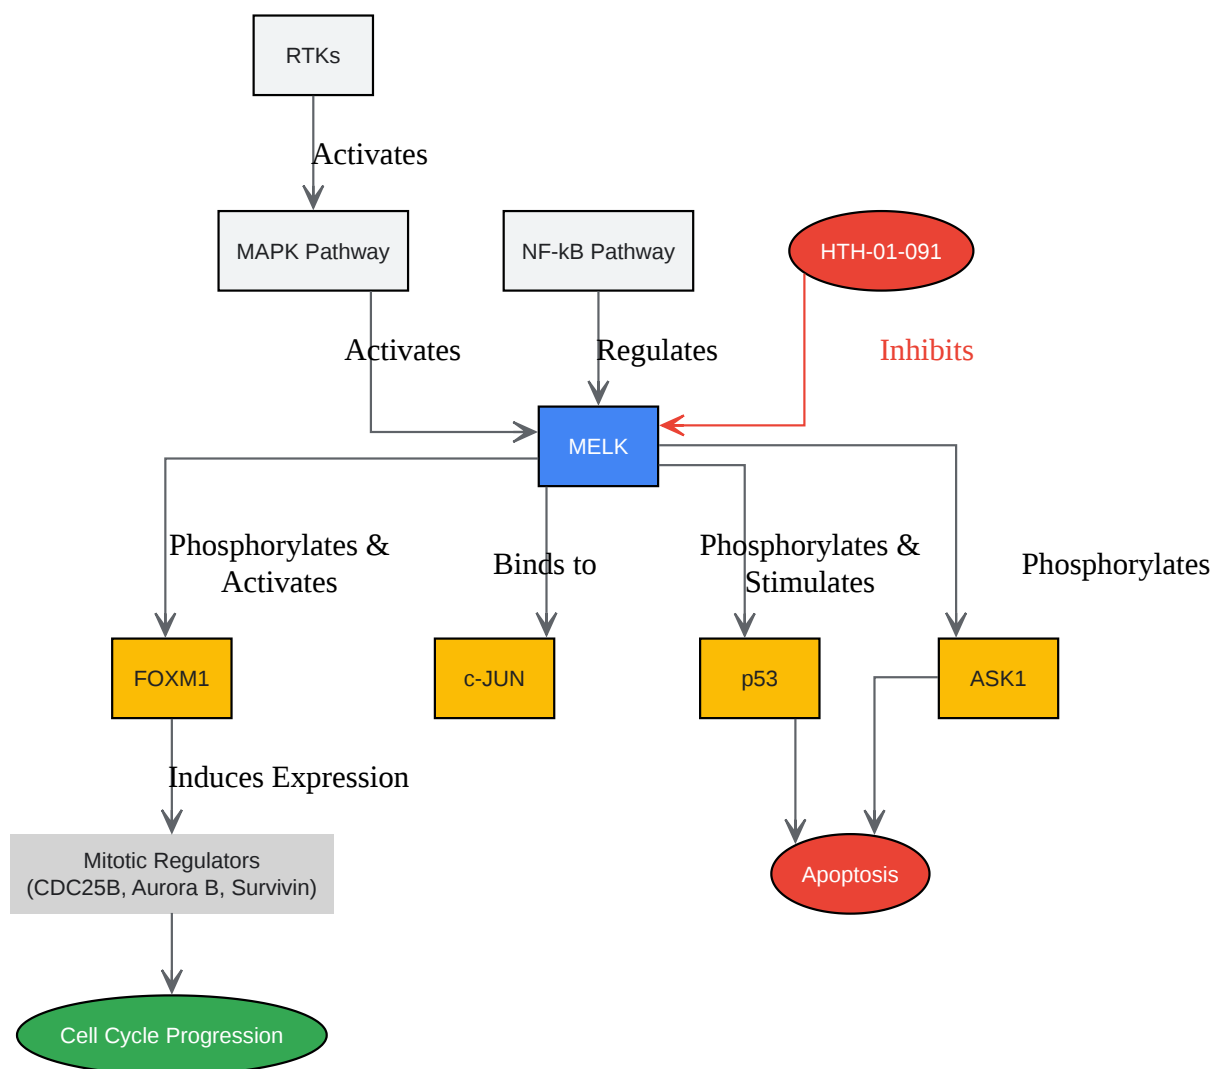 RTKs
Activates
MAPK Pathway
NF-kB Pathway
HTH-01-091
Activates
Regulates
Inhibits
MELK
Phosphorylates &
Activates
Binds to
Phosphorylates &
Stimulates
Phosphorylates
FOXM1
c-JUN
p53
ASK1
Induces Expression
Mitotic Regulators
(CDC25B, Aurora B, Survivin)
Apoptosis
Cell Cycle Progression